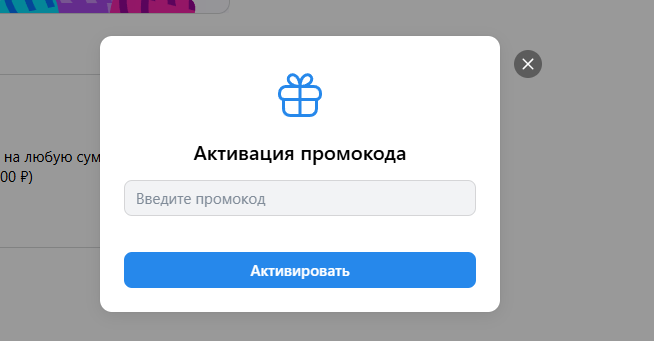 Активация промокода
на любую сум
00 ₽)
Введите промокод
Активировать